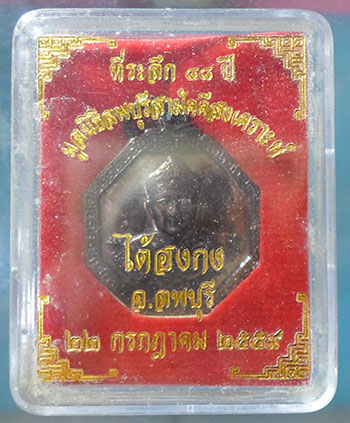 ที่ระลึก ๔๘ ปี
มูลนิธิลพบุรีสามัคคีสงเคราะห์
ไต้ฮงกง
จ.ลพบุรี
๒๒ กรกฎาคม ๒๕๕๙